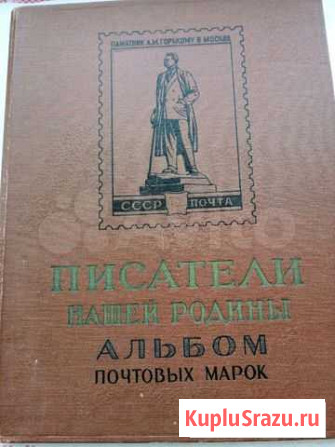 ПАМЯТНИК А.М.ГОРЬКОМУ В МОСКВЕ
СССР ПОЧТА
ПИСАТЕЛИ
НАШЕЙ РОДИНЫ
АЛЬБОМ
ПОЧТОВЫХ МАРОК
KupluSrazu.ru